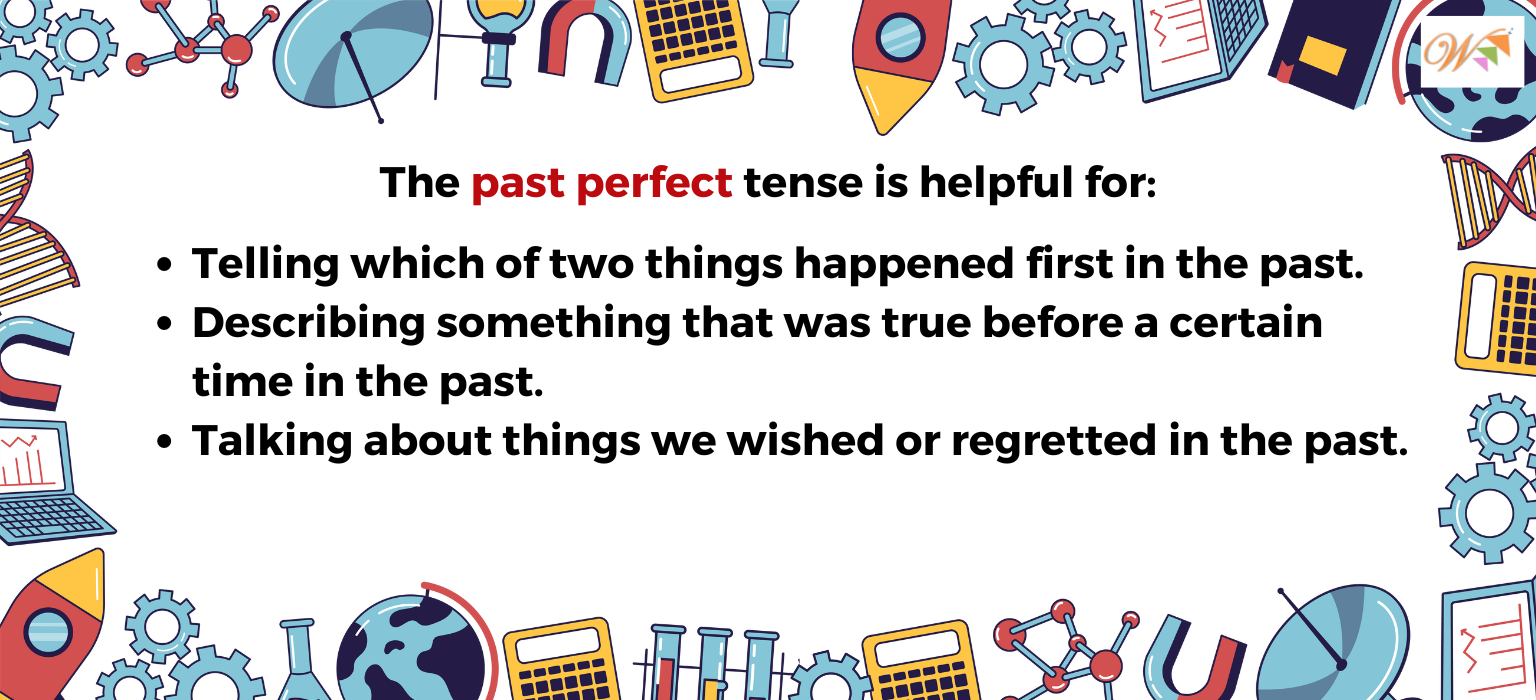 W
The past perfect tense is helpful for:
• Telling which of two things happened first in the past.
• Describing something that was true before a certain
time in the past.
• Talking about things we wished or regretted in the past.